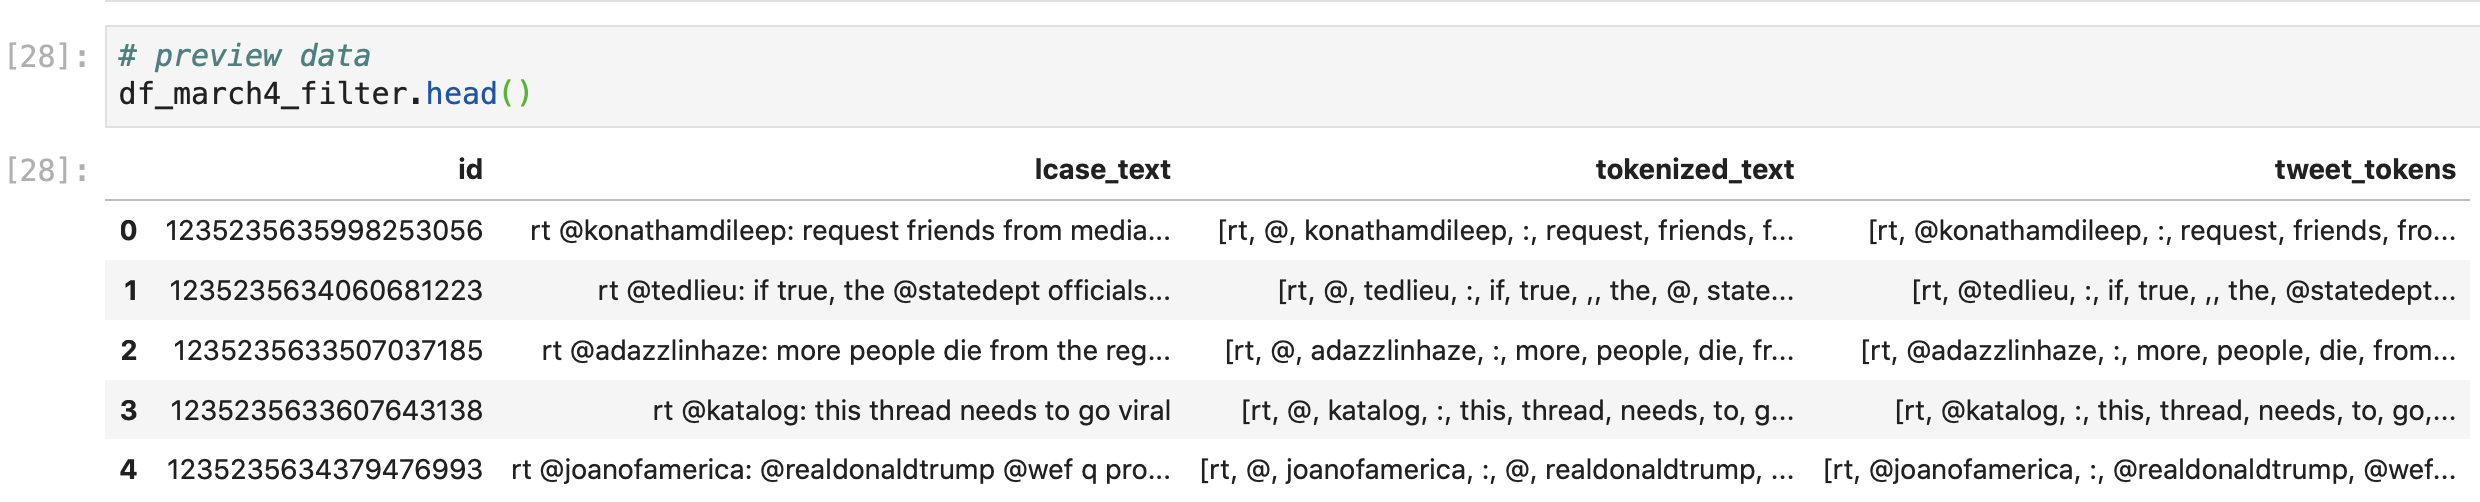 [28]: # preview data
df_march4_filter.head()
[28]: id lcase_text tokenized_text tweet_tokens
0 1235235635998253056 rt @konathamdileep: request friends from media... [rt, @, konathamdileep, :, request, friends, f... [rt, @konathamdileep, :, request, friends, fro...
1 1235235634060681223 rt @tedlieu: if true, the @statedept officials... [rt, @, tedlieu, :, if, true, ,, the, @, state... [rt, @tedlieu, :, if, true, ,, the, @statedept...
2 1235235633507037185 rt @adazzlinhaze: more people die from the reg... [rt, @, adazzlinhaze, :, more, people, die, fr... [rt, @adazzlinhaze, :, more, people, die, from...
3 1235235633607643138 rt @katalog: this thread needs to go viral [rt, @, katalog, :, this, thread, needs, to, g... [rt, @katalog, :, this, thread, needs, to, go,...
4 1235235634379476993 rt @joanofamerica: @realdonaldtrump @wef q pro... [rt, @, joanofamerica, :, @, realdonaldtrump, ... [rt, @joanofamerica, :, @realdonaldtrump, @wef...